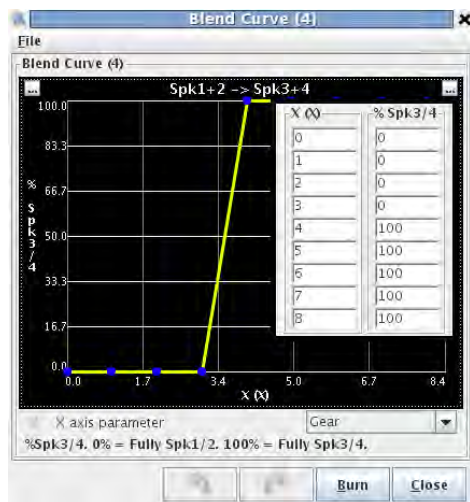 Blend Curve (4)
File
Blend Curve (4)
... Spk1+2 -> Spk3+4 ...
100.0
83.3
66.7
50.0
33.3
16.7
0.0
% Spk3/4
0.0 1.7 3.4 5.0 6.7 8.4
X (X)
X (X) % Spk3/4
0 0
1 0
2 0
3 0
4 100
5 100
6 100
7 100
8 100
X axis parameter Gear
%Spk3/4. 0% = Fully Spk1/2. 100% = Fully Spk3/4.
Burn Close